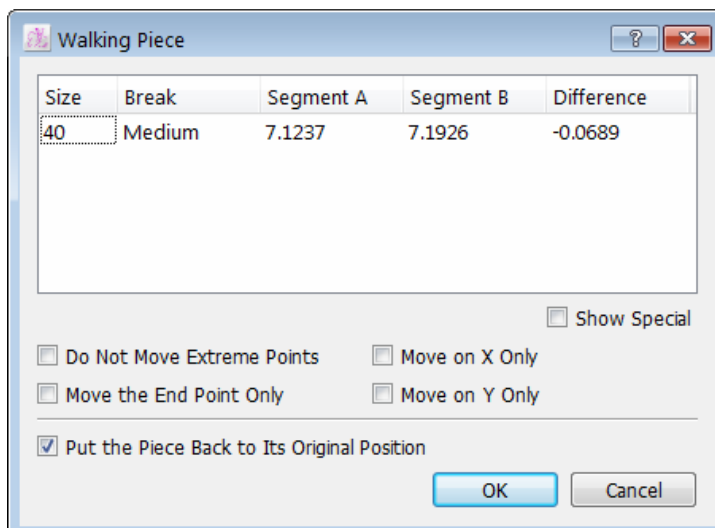 Walking Piece
Size Break Segment A Segment B Difference
40 Medium 7.1237 7.1926 -0.0689
Show Special
Do Not Move Extreme Points Move on X Only
Move the End Point Only Move on Y Only
Put the Piece Back to Its Original Position
OK Cancel